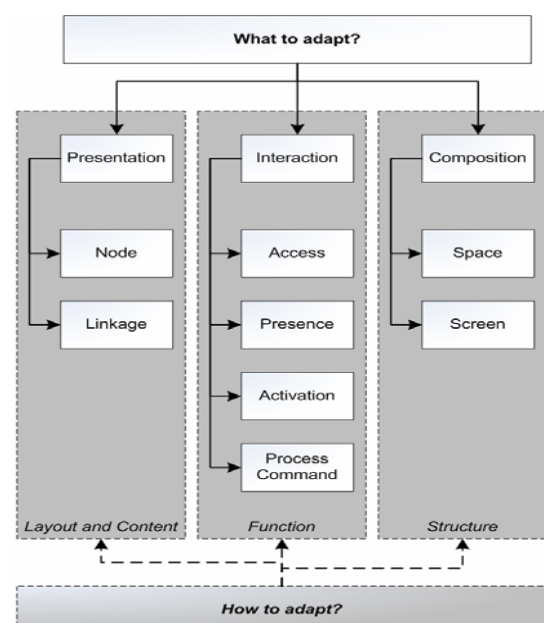 What to adapt?
Presentation
Node
Linkage
Layout and Content
Interaction
Access
Presence
Activation
Process
Command
Function
Composition
Space
Screen
Structure
How to adapt?